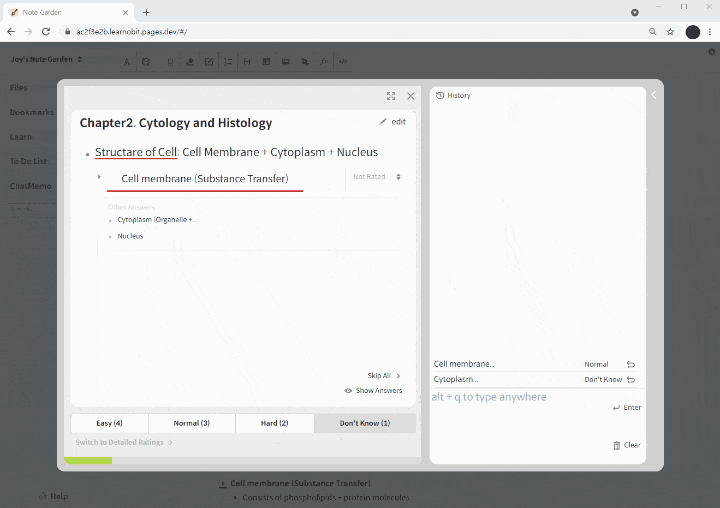 Note Garden
ac2f3e2b.learnobit.pages.dev/#/
Joy's Note Garden
Files
Bookmarks
Learn
To Do List
ChatMemo
Chapter2. Cytology and Histology
edit
Structare of Cell: Cell Membrane + Cytoplasm + Nucleus
Cell membrane (Substance Transfer)
Not Rated
Other Answers
Cytoplasm (Organelle +...
Nucleus
Skip All
Show Answers
Easy (4)
Normal (3)
Hard (2)
Don't Know (1)
Switch to Detailed Ratings
History
Cell membrane...
Normal
Cytoplasm...
Don't Know
alt + q to type anywhere
Enter
Clear
Help
Cell membrane (Substance Transfer)
Consists of phospholipids + protein molecules